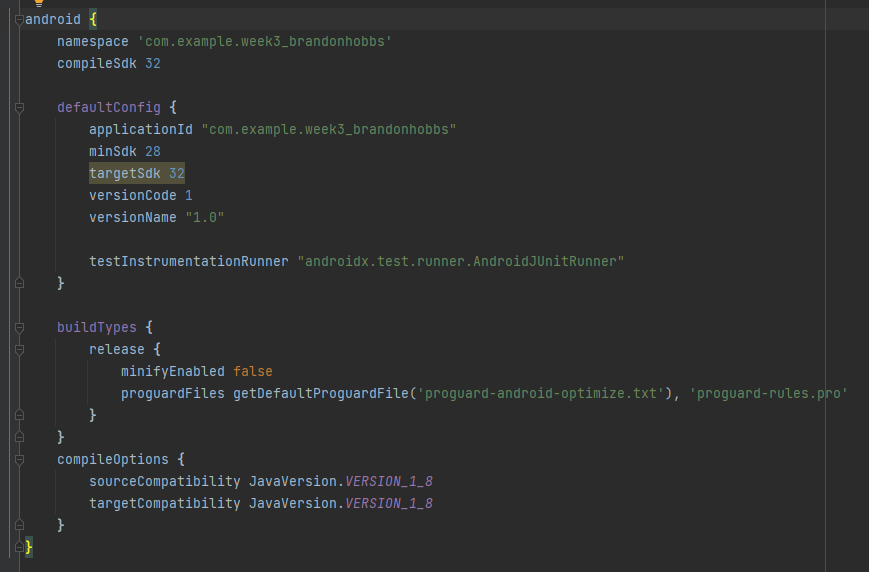 android {
    namespace 'com.example.week3_brandonhobbs'
    compileSdk 32

    defaultConfig {
        applicationId "com.example.week3_brandonhobbs"
        minSdk 28
        targetSdk 32
        versionCode 1
        versionName "1.0"

        testInstrumentationRunner "androidx.test.runner.AndroidJUnitRunner"
    }

    buildTypes {
        release {
            minifyEnabled false
            proguardFiles getDefaultProguardFile('proguard-android-optimize.txt'), 'proguard-rules.pro'
        }
    }
    compileOptions {
        sourceCompatibility JavaVersion.VERSION_1_8
        targetCompatibility JavaVersion.VERSION_1_8
    }
}